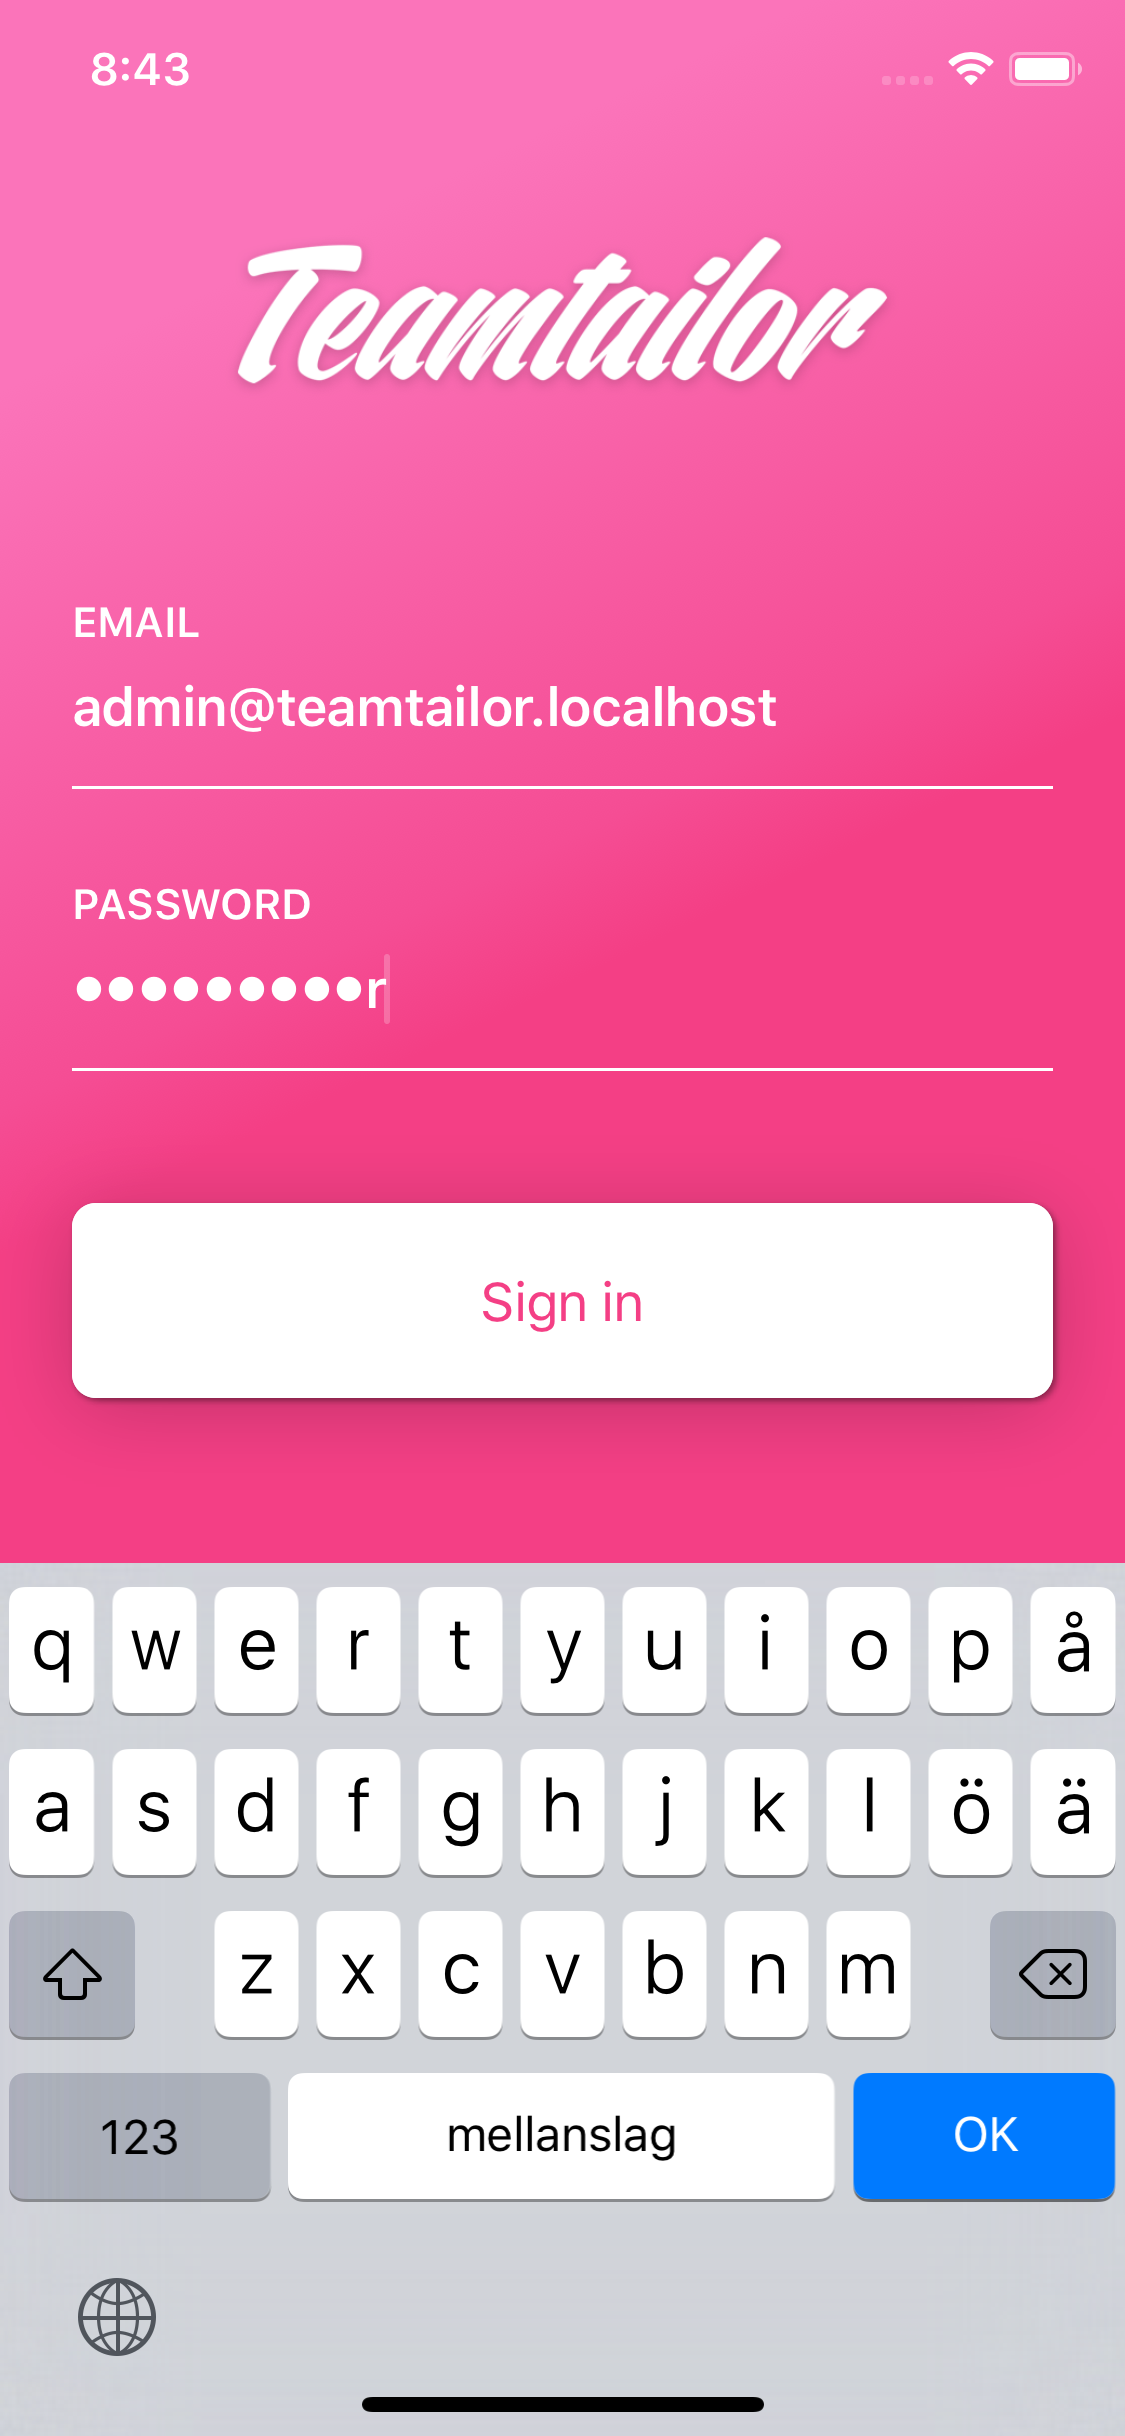 8:43
Teamtailor
EMAIL
admin@teamtailor.localhost
PASSWORD
•••••••••r
Sign in
q w e r t y u i o p å
a s d f g h j k l ö ä
z x c v b n m
123 mellanslag OK